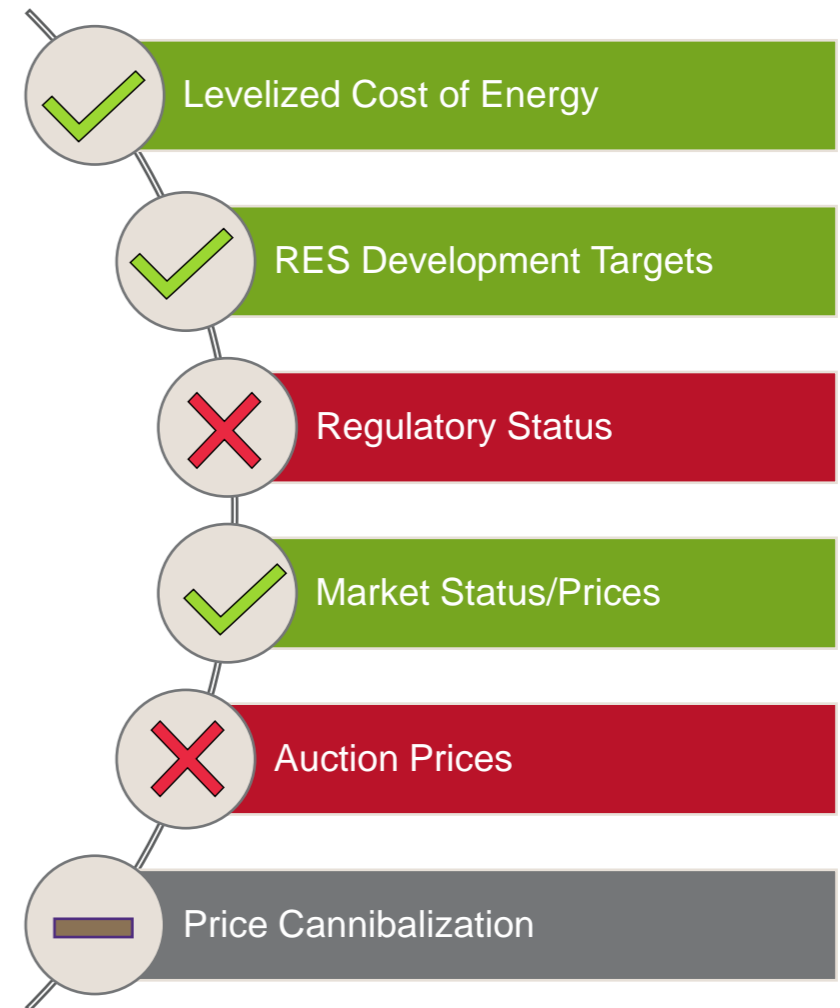 Levelized Cost of Energy
RES Development Targets
Regulatory Status
Market Status/Prices
Auction Prices
Price Cannibalization